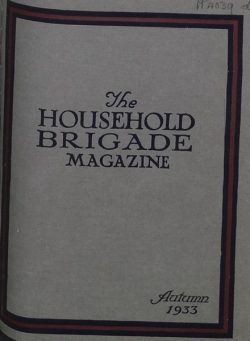 The
HOUSEHOLD
BRIGADE
MAGAZINE
Autumn
1933